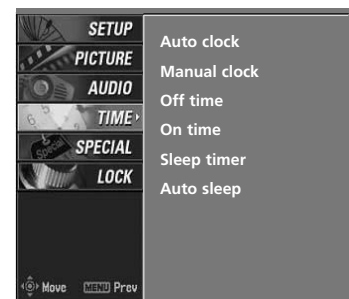 SETUP
PICTURE
AUDIO
TIME
SPECIAL
LOCK
Auto clock
Manual clock
Off time
On time
Sleep timer
Auto sleep
Special
Move MENU Prev